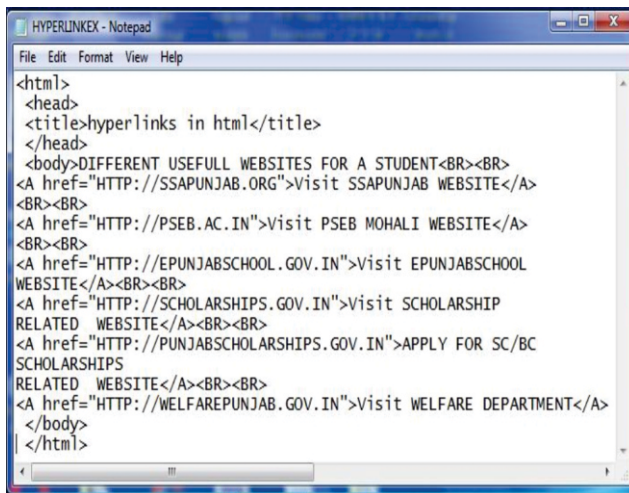 HYPERLINKEX - Notepad
File Edit Format View Help
<html>
<head>
<title>hyperlinks in html</title>
</head>
<body>DIFFERENT USEFULL WEBSITES FOR A STUDENT<BR><BR>
<A href="HTTP://SSAPUNJAB.ORG">Visit SSAPUNJAB WEBSITE</A>
<BR><BR>
<A href="HTTP://PSEB.AC.IN">Visit PSEB MOHALI WEBSITE</A>
<BR><BR>
<A href="HTTP://EPUNJABSCHOOL.GOV.IN">Visit EPUNJABSCHOOL
WEBSITE</A><BR><BR>
<A href="HTTP://SCHOLARSHIPS.GOV.IN">Visit SCHOLARSHIP
RELATED  WEBSITE</A><BR><BR>
<A href="HTTP://PUNJABSCHOLARSHIPS.GOV.IN">APPLY FOR SC/BC
SCHOLARSHIPS
RELATED  WEBSITE</A><BR><BR>
<A href="HTTP://WELFAREPUNJAB.GOV.IN">Visit WELFARE DEPARTMENT</A>
</body>
</html>